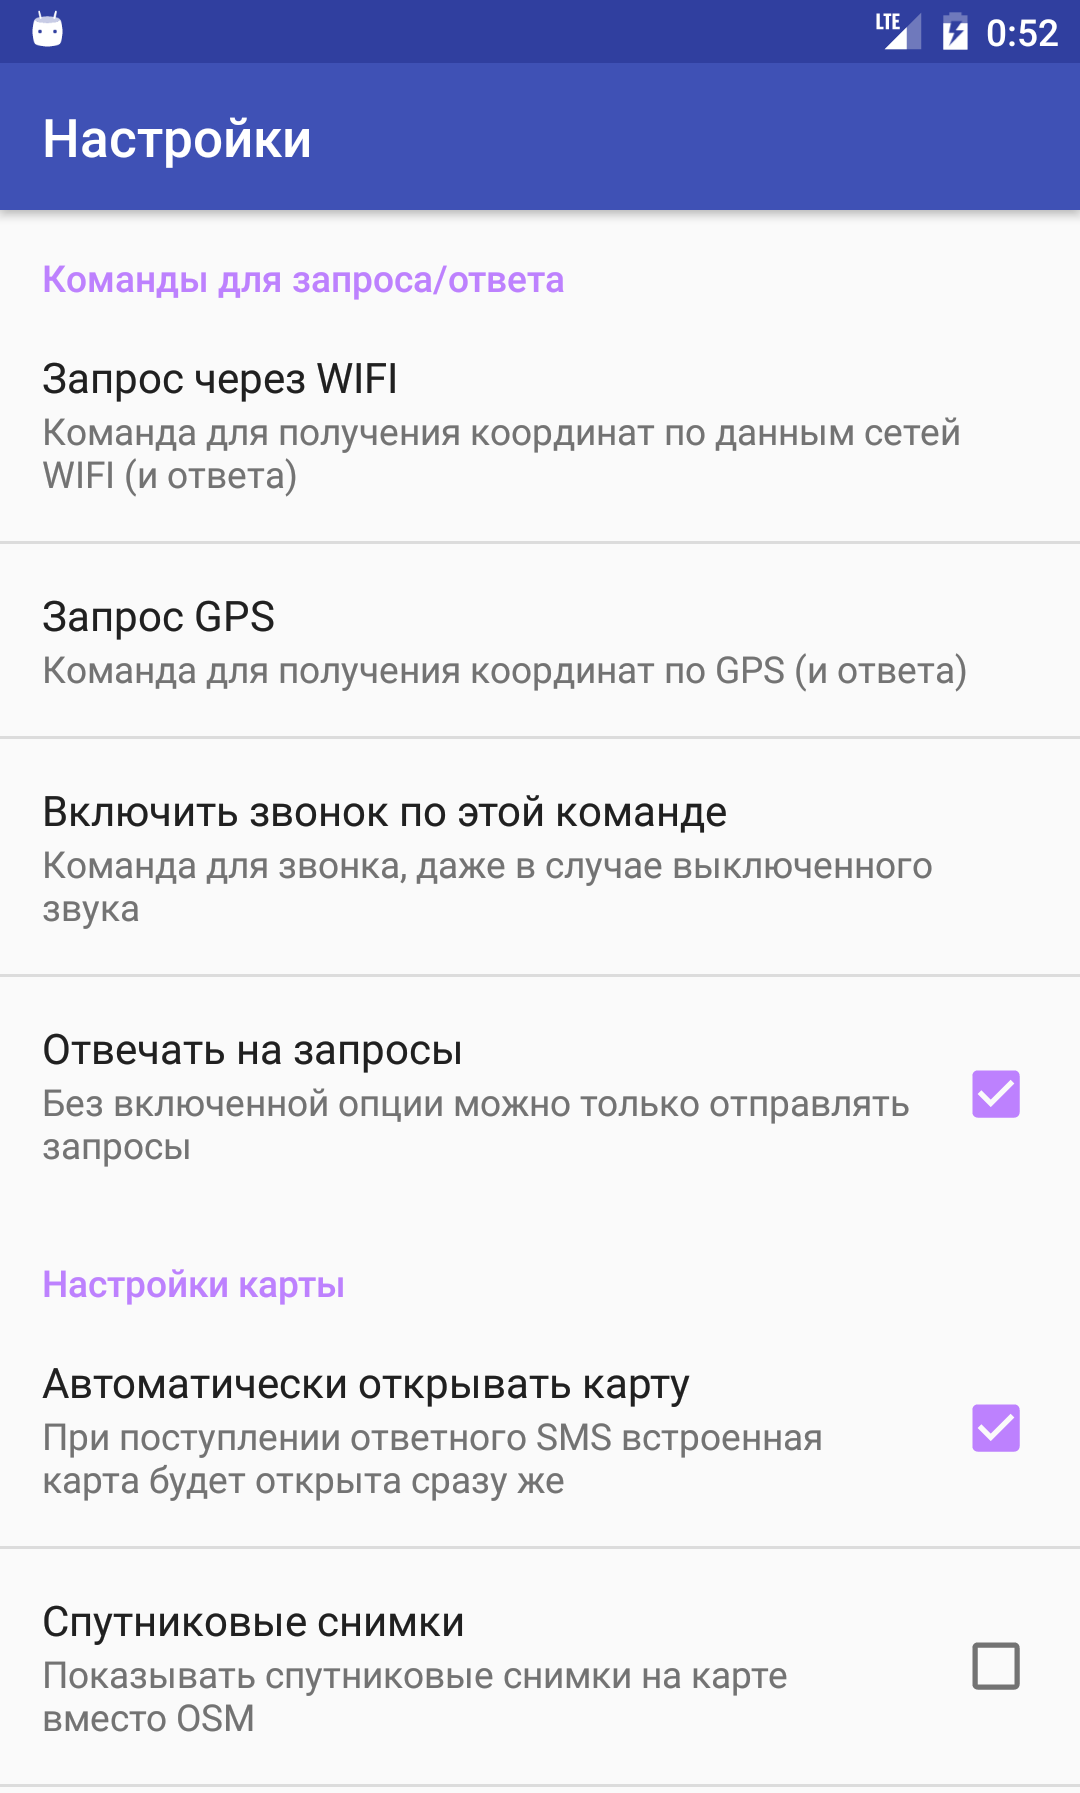 LTE 0:52
Настройки
Команды для запроса/ответа
Запрос через WIFI
Команда для получения координат по данным сетей
WIFI (и ответа)
Запрос GPS
Команда для получения координат по GPS (и ответа)
Включить звонок по этой команде
Команда для звонка, даже в случае выключенного
звука
Отвечать на запросы
Без включенной опции можно только отправлять
запросы
Настройки карты
Автоматически открывать карту
При поступлении ответного SMS встроенная
карта будет открыта сразу же
Спутниковые снимки
Показывать спутниковые снимки на карте
вместо OSM